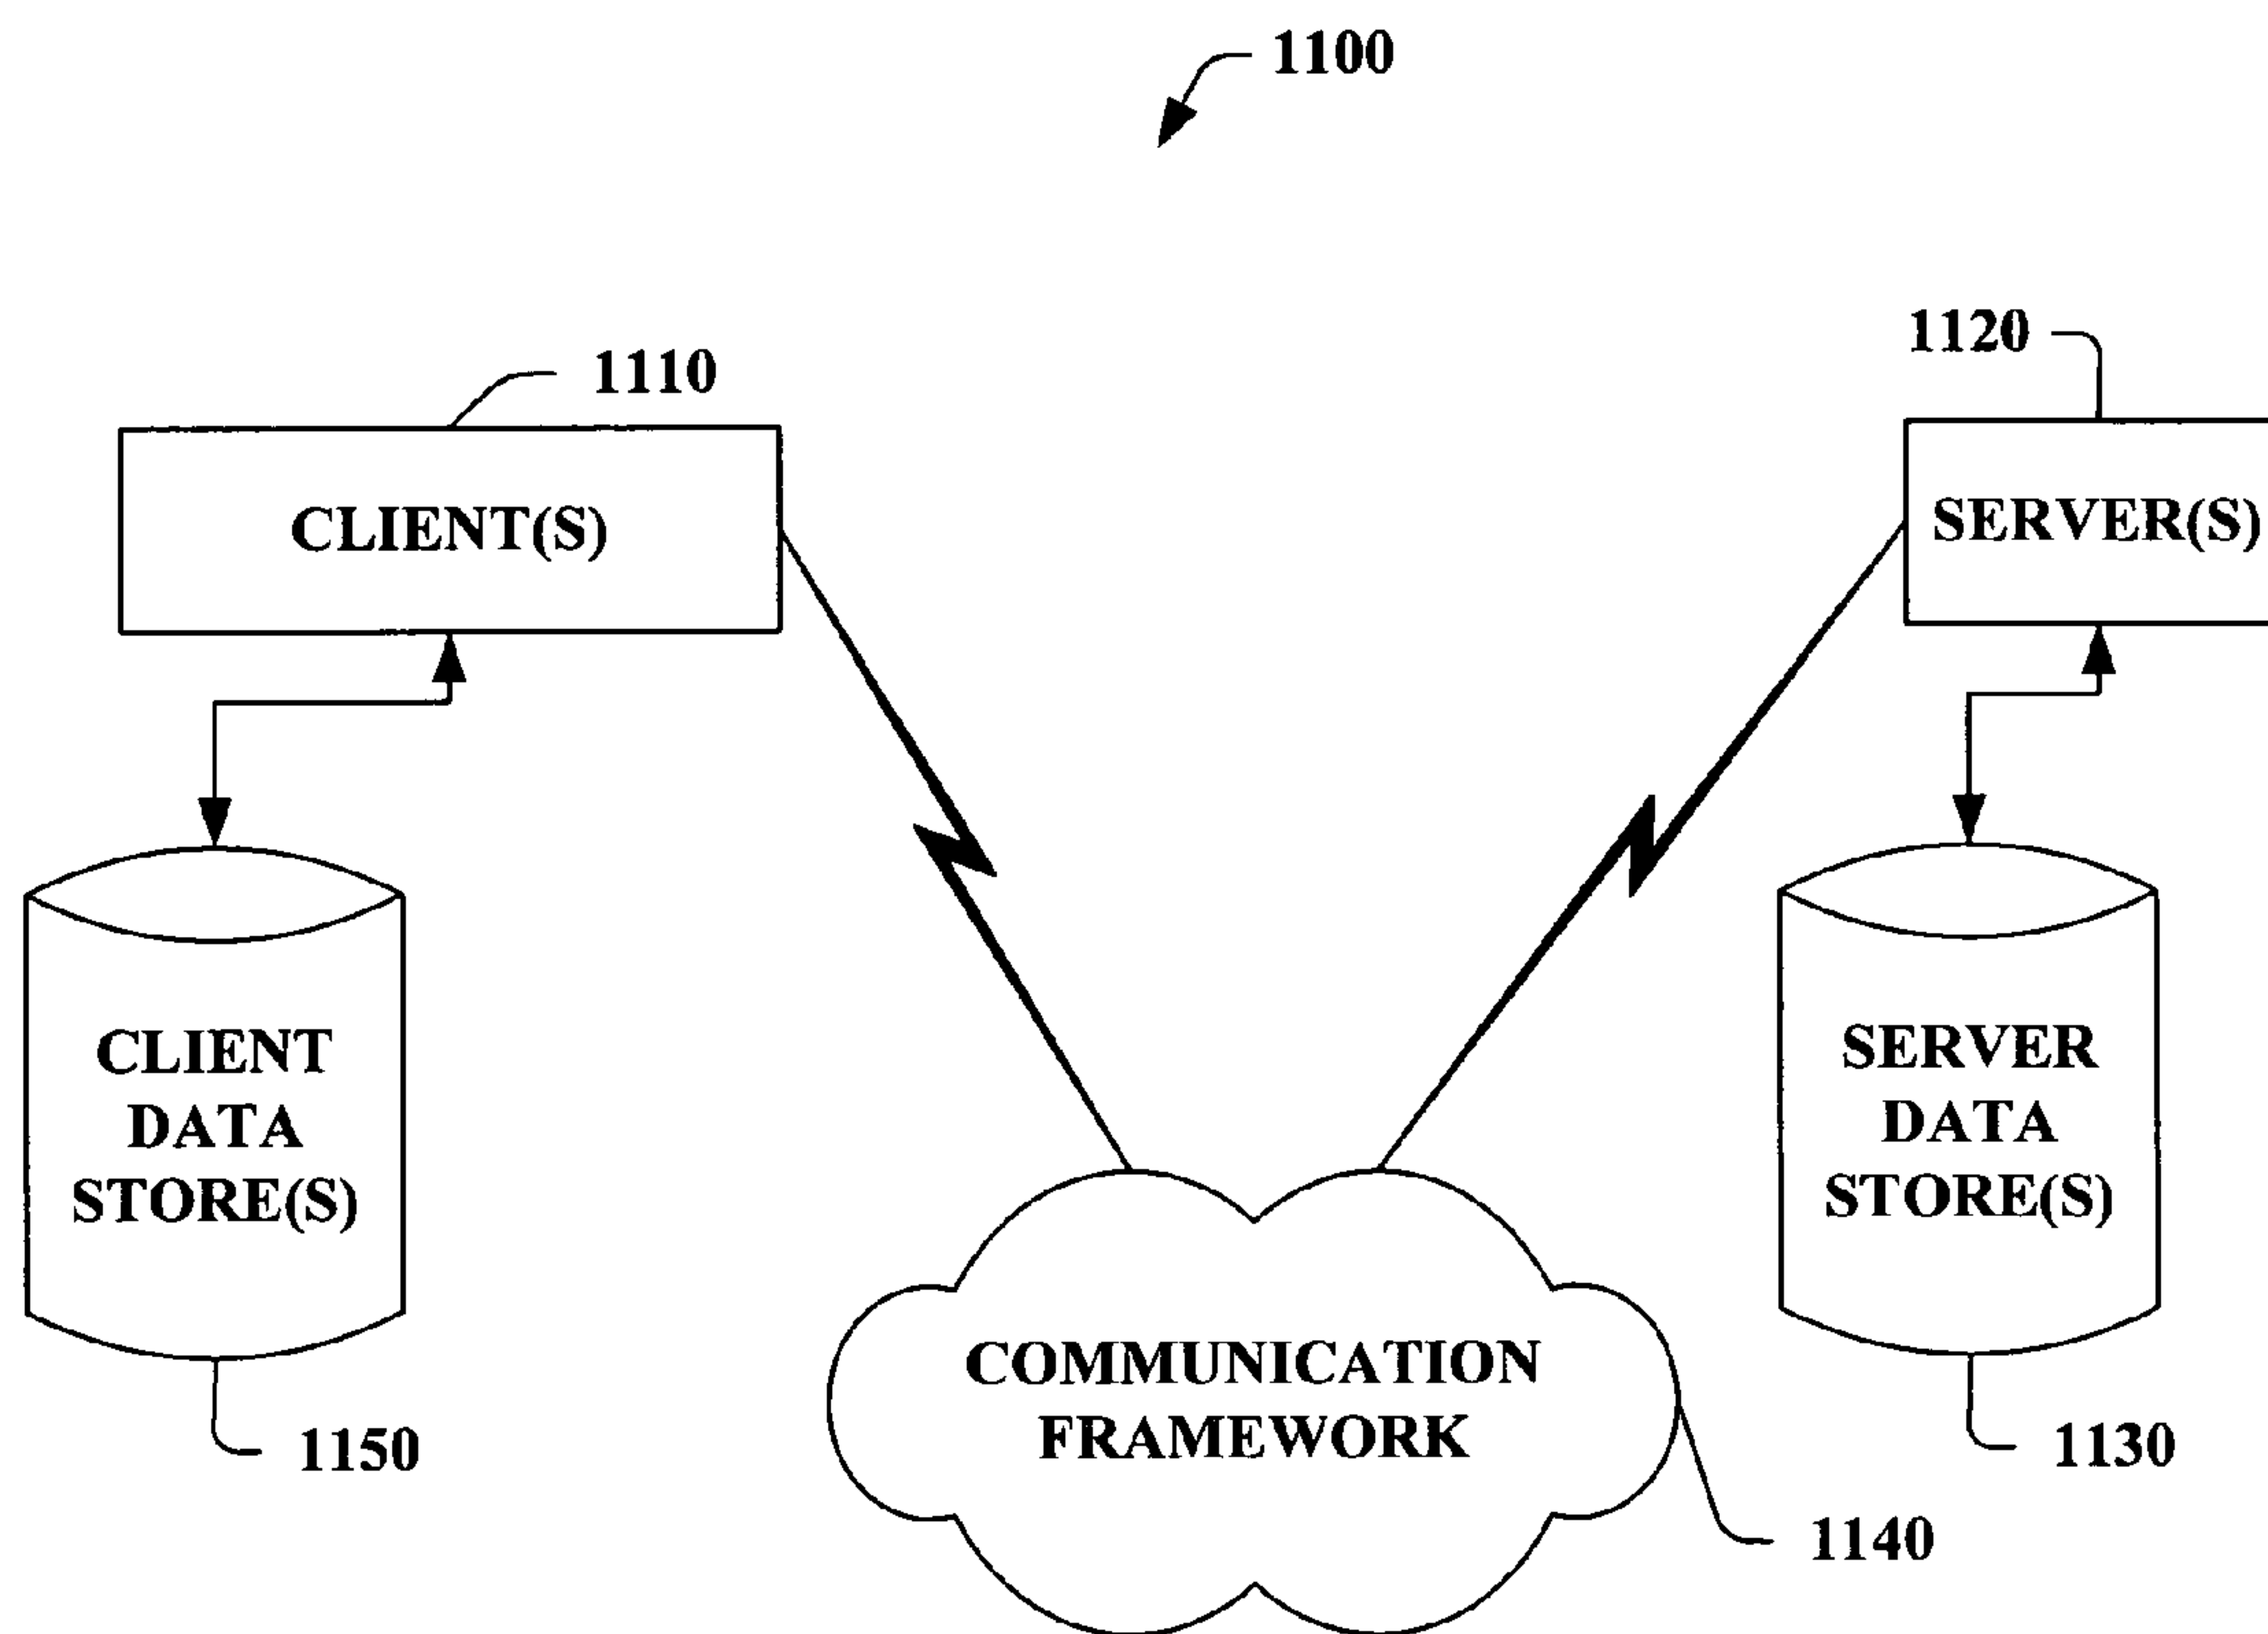 1100
1110
1120
CLIENT(S)
SERVER(S)
CLIENT
DATA
STORE(S)
SERVER
DATA
STORE(S)
COMMUNICATION
FRAMEWORK
1150
1130
1140